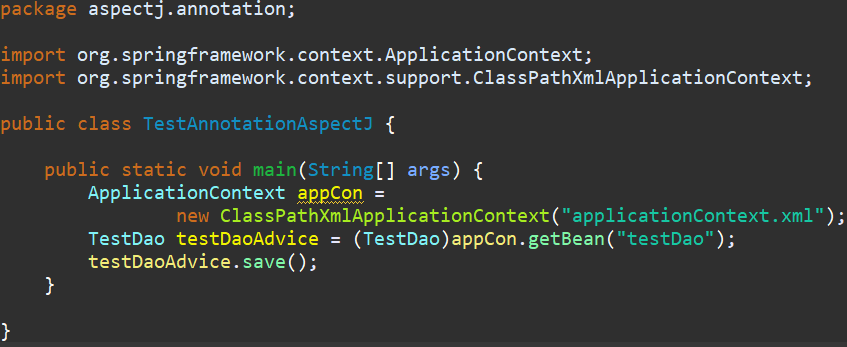 package aspectj.annotation;
import org.springframework.context.ApplicationContext;
import org.springframework.context.support.ClassPathXmlApplicationContext;
public class TestAnnotationAspectJ {
public static void main(String[] args) {
ApplicationContext appCon =
new ClassPathXmlApplicationContext("applicationContext.xml");
TestDao testDaoAdvice = (TestDao)appCon.getBean("testDao");
testDaoAdvice.save();
}
}